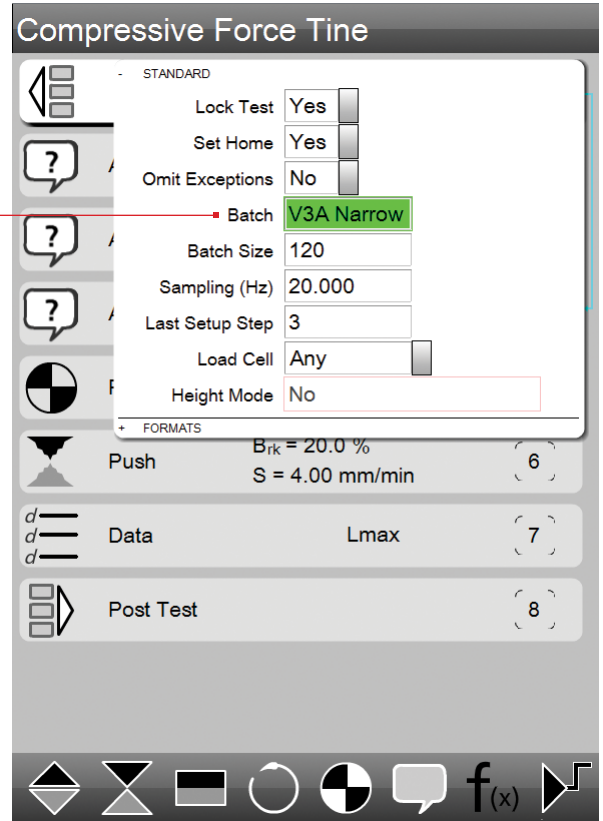 Compressive Force Tine
- STANDARD
Lock Test Yes
Set Home Yes
Omit Exceptions No
Batch V3A Narrow
Batch Size 120
Sampling (Hz) 20.000
Last Setup Step 3
Load Cell Any
Height Mode No
+ FORMATS
?
?
?
Push Brk = 20.0 % 6
S = 4.00 mm/min
d
d
d
Data Lmax 7
Post Test 8
f(x)